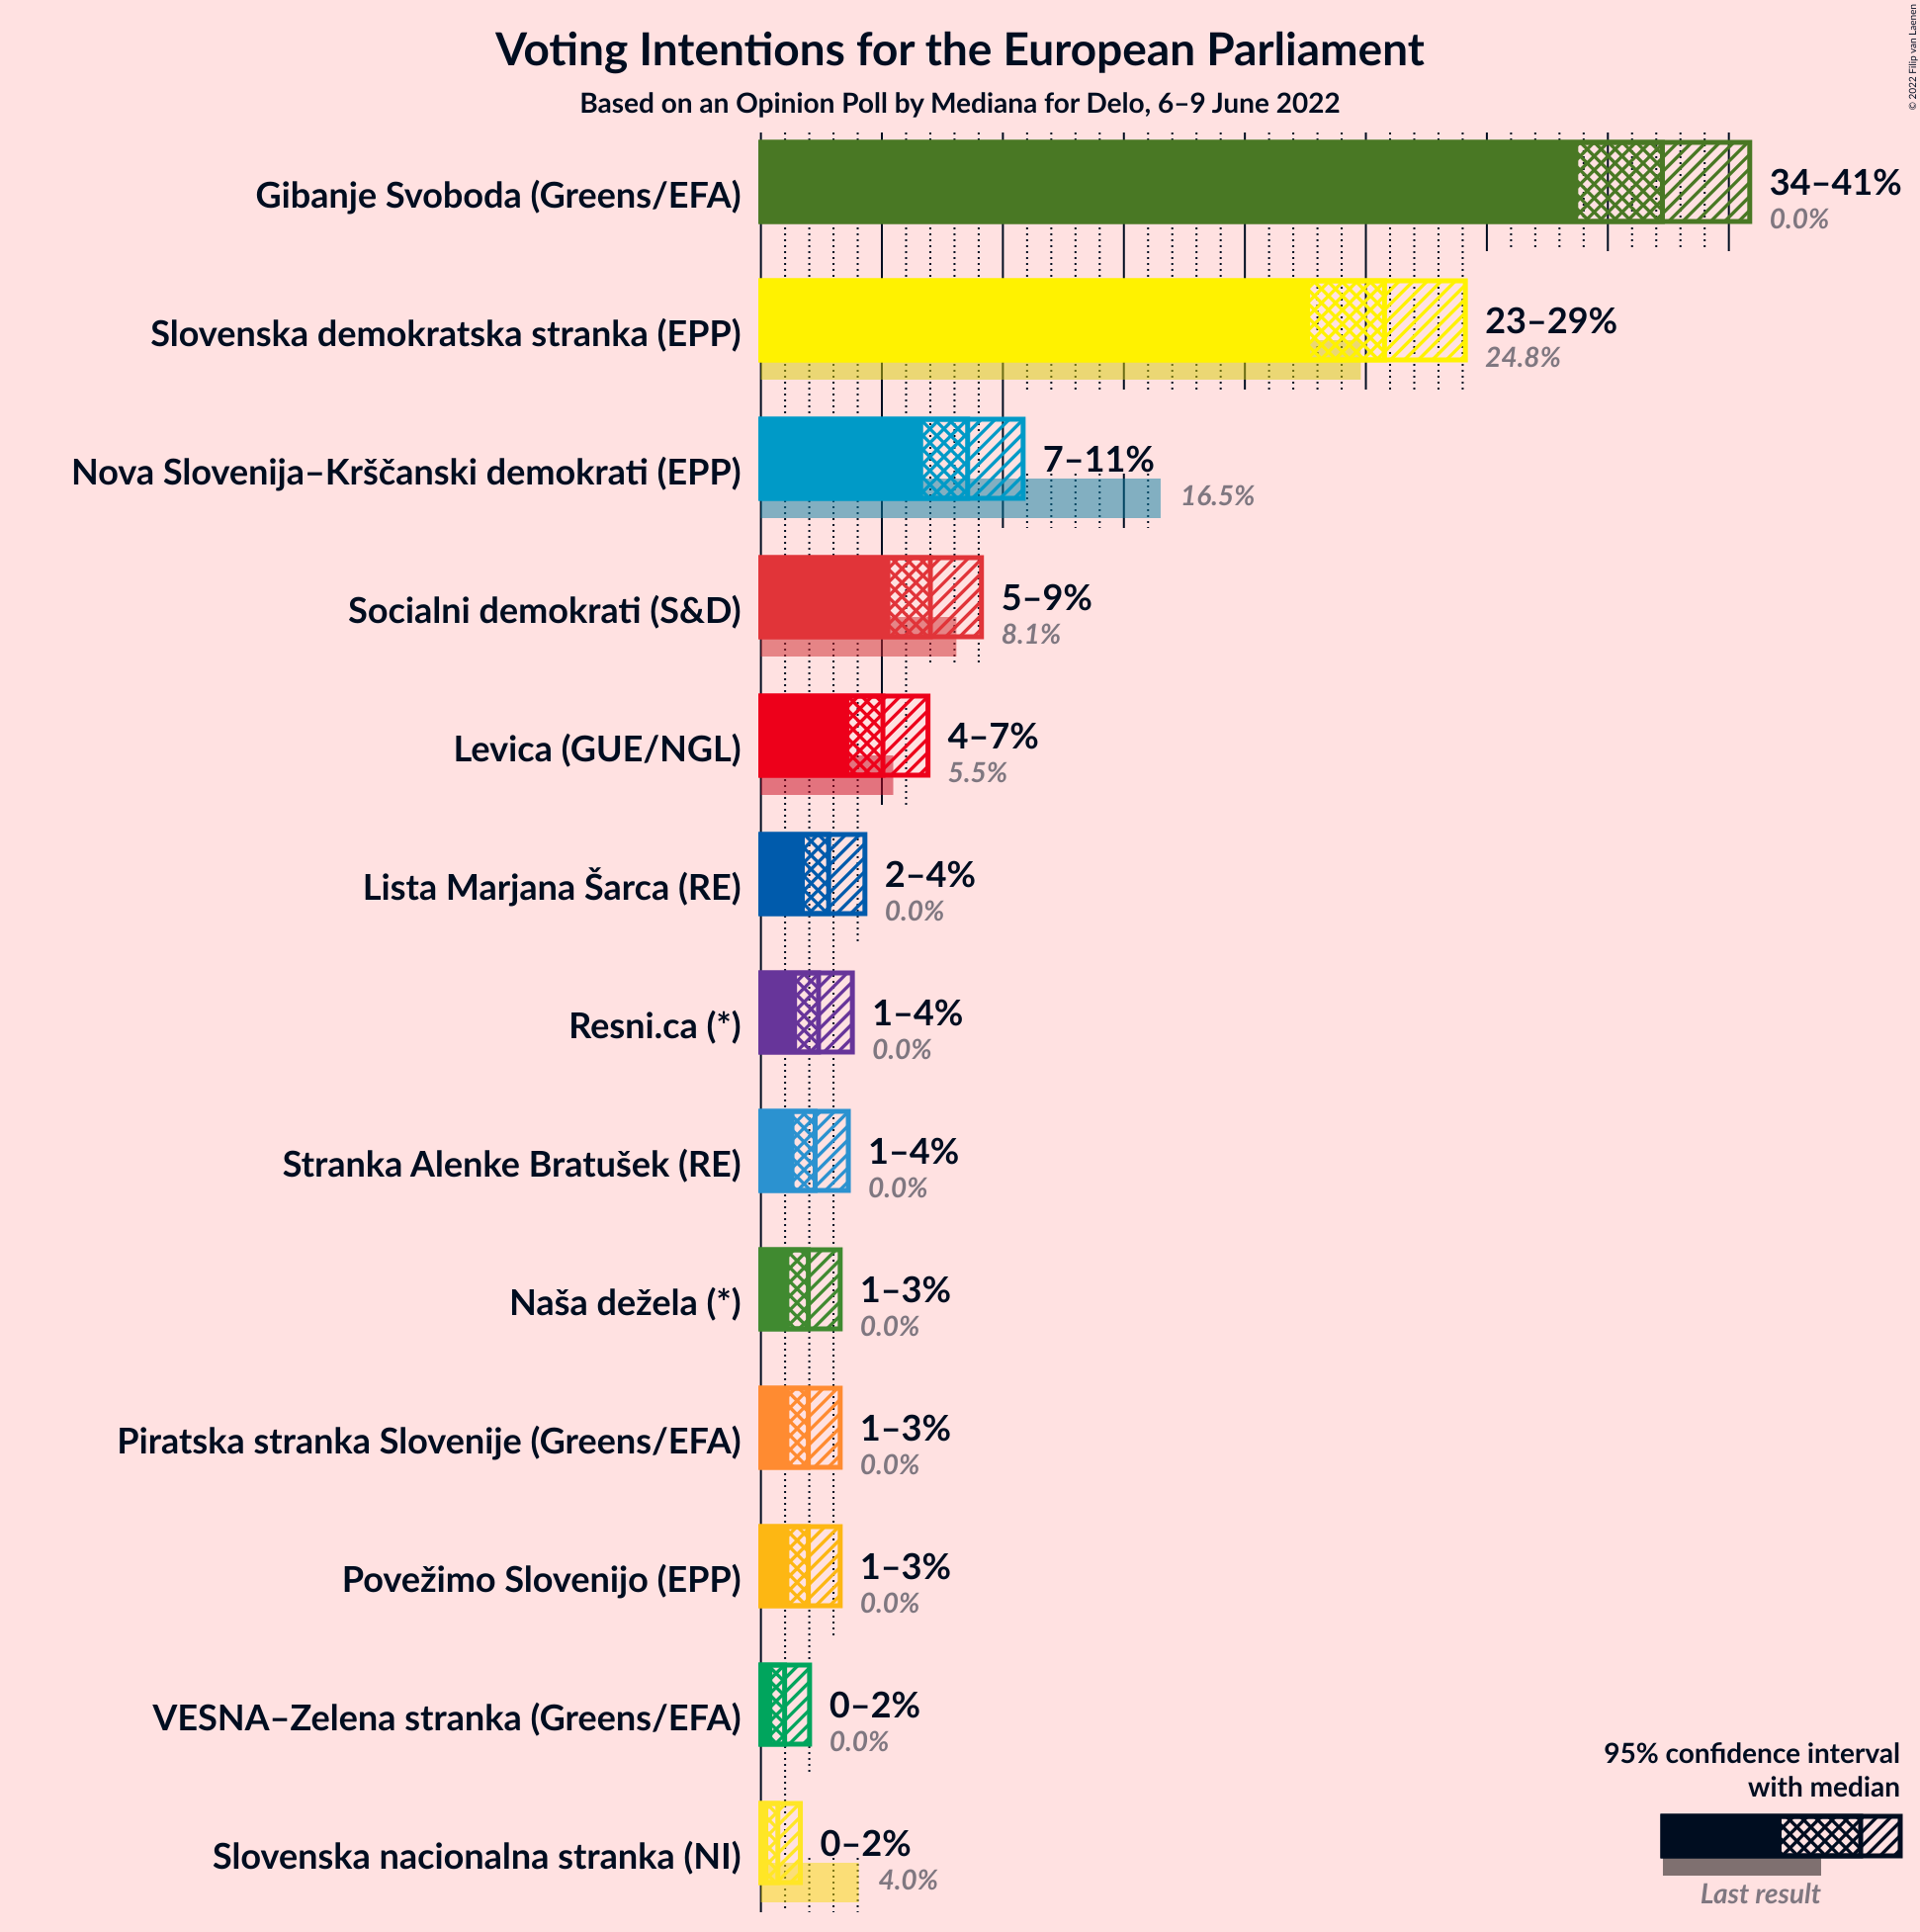 Voting Intentions for the European Parliament
Based on an Opinion Poll by Mediana for Delo, 6–9 June 2022
© 2022 Filip van Laenen
Gibanje Svoboda (Greens/EFA)
34–41%
0.0%
Slovenska demokratska stranka (EPP)
23–29%
24.8%
Nova Slovenija–Krščanski demokrati (EPP)
7–11%
16.5%
Socialni demokrati (S&D)
5–9%
8.1%
Levica (GUE/NGL)
4–7%
5.5%
Lista Marjana Šarca (RE)
2–4%
0.0%
Resni.ca (*)
1–4%
0.0%
Stranka Alenke Bratušek (RE)
1–4%
0.0%
Naša dežela (*)
1–3%
0.0%
Piratska stranka Slovenije (Greens/EFA)
1–3%
0.0%
Povežimo Slovenijo (EPP)
1–3%
0.0%
VESNA–Zelena stranka (Greens/EFA)
0–2%
0.0%
Slovenska nacionalna stranka (NI)
0–2%
4.0%
95% confidence interval
with median
Last result